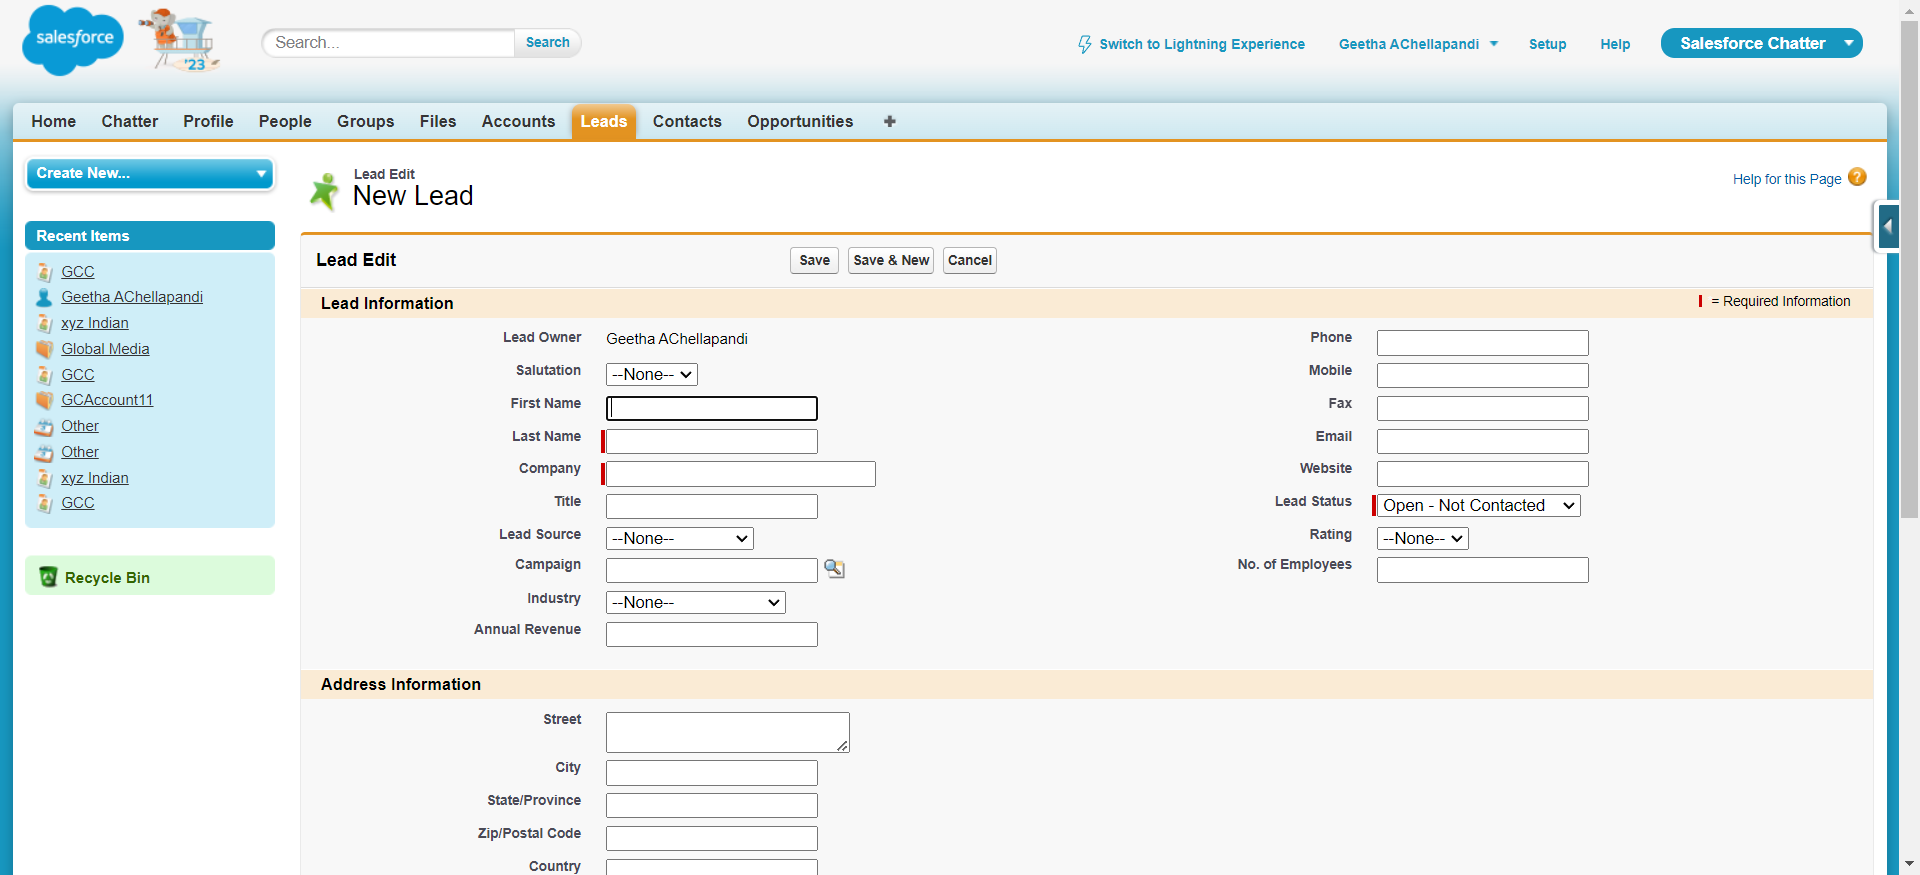 salesforce
'23
Search...
Search
Switch to Lightning Experience
Geetha AChellapandi
Setup
Help
Salesforce Chatter
Home
Chatter
Profile
People
Groups
Files
Accounts
Leads
Contacts
Opportunities
+
Create New...
Recent Items
GCC
Geetha AChellapandi
xyz Indian
Global Media
GCC
GCAccount11
Other
Other
xyz Indian
GCC
Recycle Bin
Lead Edit
New Lead
Help for this Page
?
Lead Edit
Save
Save & New
Cancel
Lead Information
= Required Information
Lead Owner
Geetha AChellapandi
Phone
Salutation
--None--
Mobile
First Name
Fax
Last Name
Email
Company
Website
Title
Lead Status
Open - Not Contacted
Lead Source
--None--
Rating
--None--
Campaign
No. of Employees
Industry
--None--
Annual Revenue
Address Information
Street
City
State/Province
Zip/Postal Code
Country